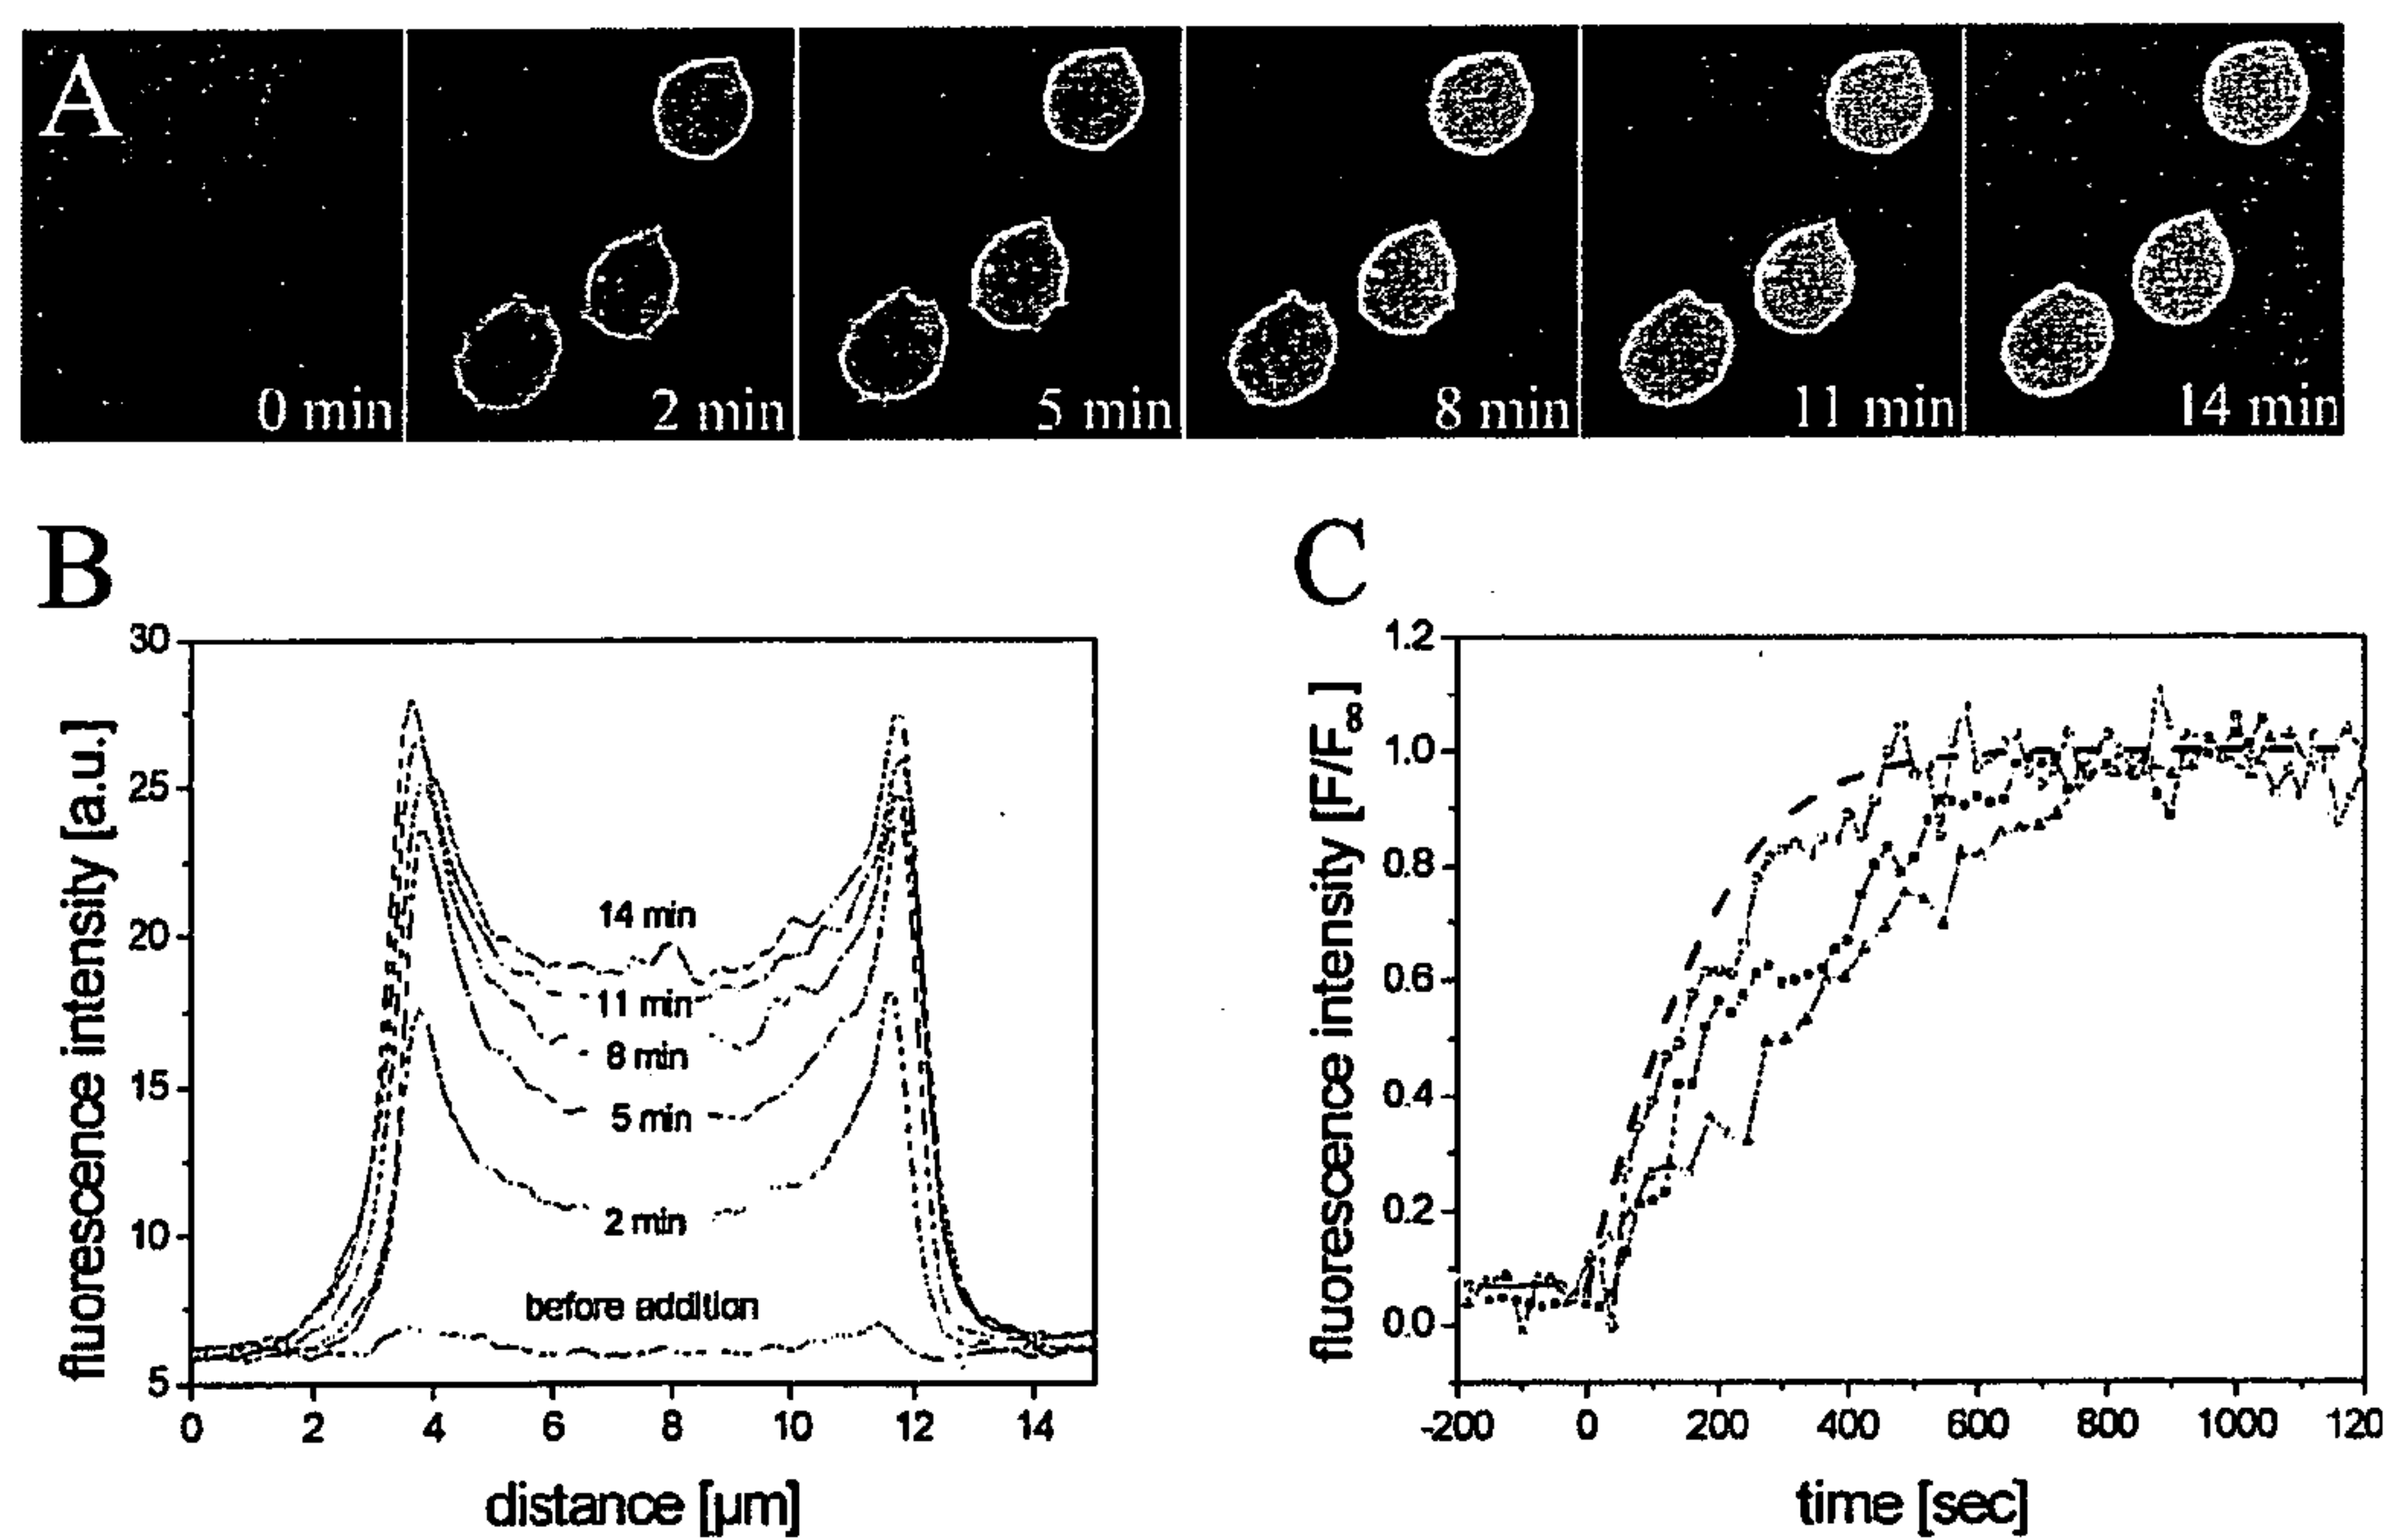 A
0 min
2 min
5 min
8 min
11 min
14 min
B
fluorescence intensity [a.u.]
30
25
20
15
10
5
14 min
11 min
8 min
5 min
2 min
before addition
0 2 4 6 8 10 12 14
distance [µm]
C
fluorescence intensity [F/F∞]
1.2
1.0
0.8
0.6
0.4
0.2
0.0
-200 0 200 400 600 800 1000 120
time [sec]